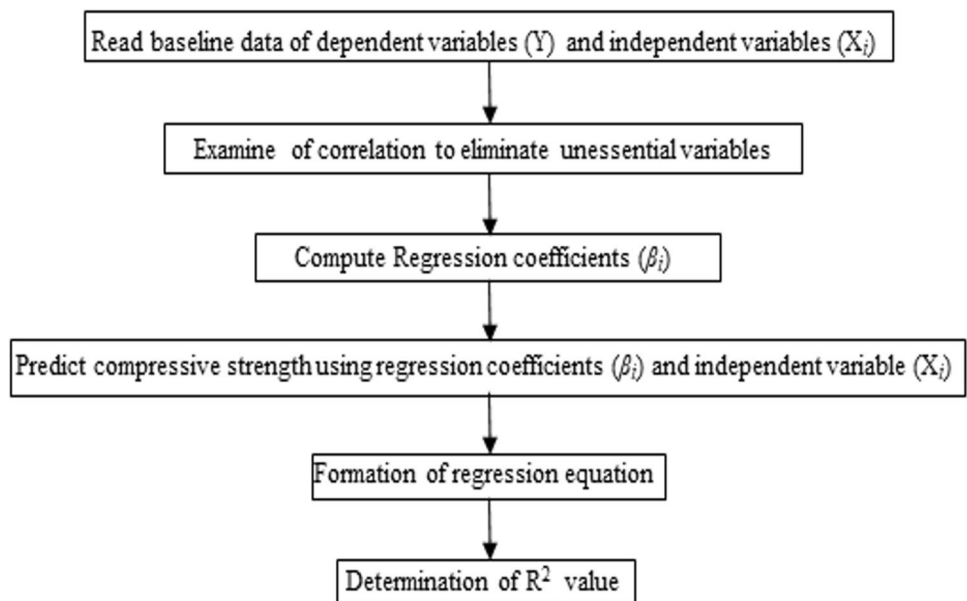 Read baseline data of dependent variables (Y) and independent variables (Xᵢ)
Examine of correlation to eliminate unessential variables
Compute Regression coefficients (βᵢ)
Predict compressive strength using regression coefficients (βᵢ) and independent variable (Xᵢ)
Formation of regression equation
Determination of R² value